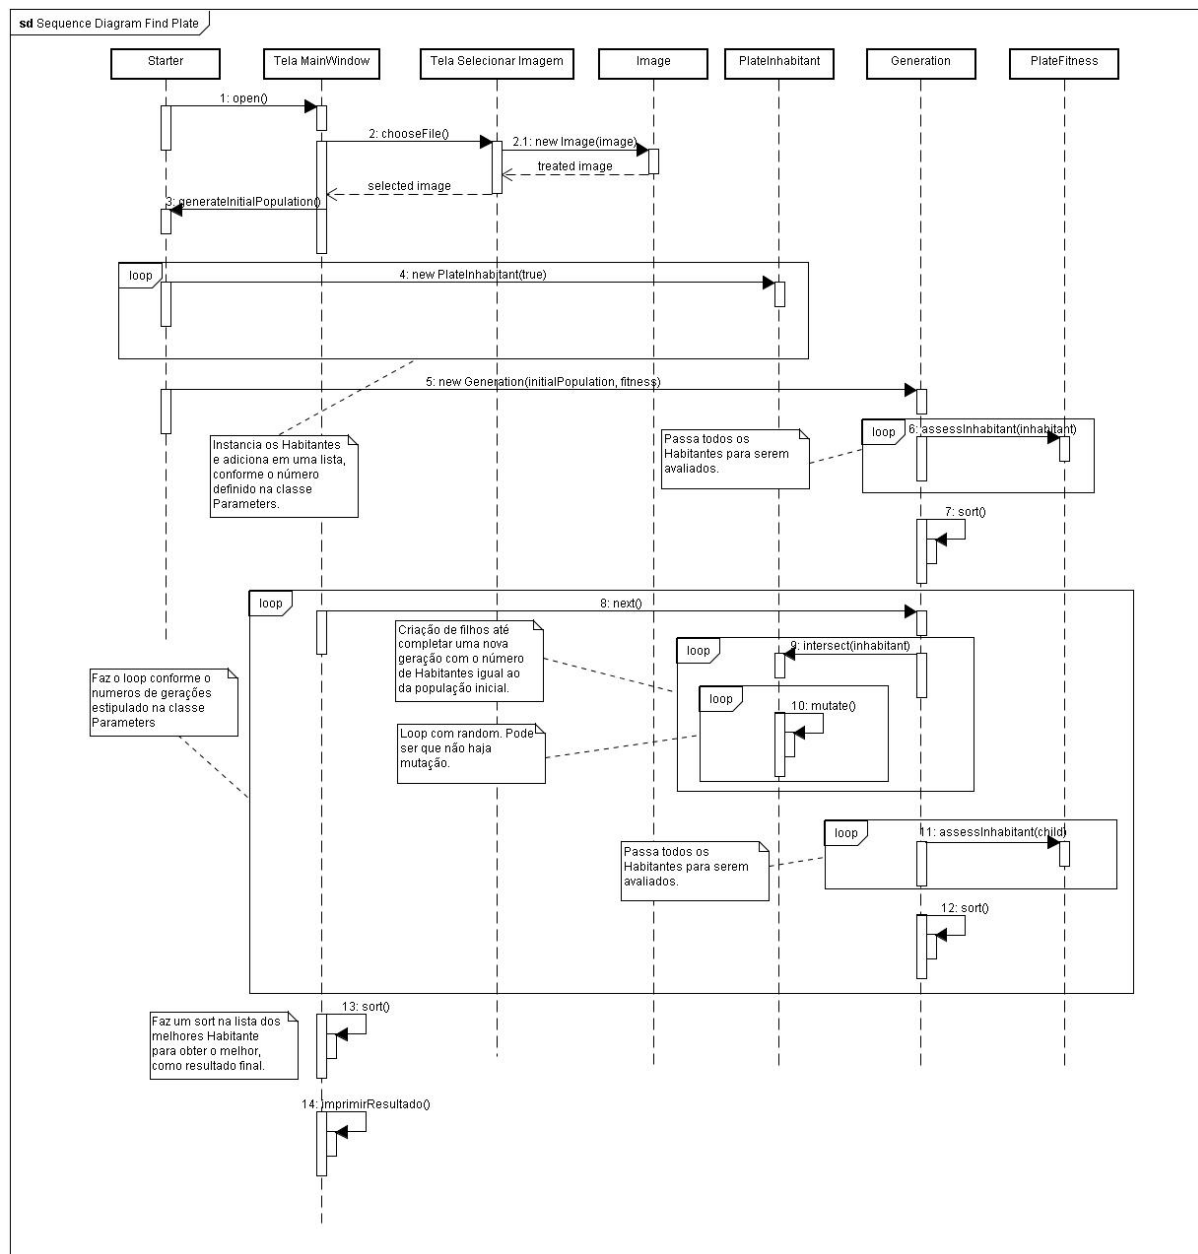 sd Sequence Diagram Find Plate
Starter
Tela MainWindow
Tela Selecionar Imagem
Image
PlateInhabitant
Generation
PlateFitness
1: open()
2: chooseFile()
2.1: new Image(image)
treated image
selected image
3: generateInitialPopulation()
loop
4: new PlateInhabitant(true)
5: new Generation(initialPopulation, fitness)
Instancia os Habitantes
e adiciona em uma lista,
conforme o número
definido na classe
Parameters.
Passa todos os
Habitantes para serem
avaliados.
loop
6: assessInhabitant(inhabitant)
7: sort()
loop
8: next()
Criação de filhos até
completar uma nova
geração com o número
de Habitantes igual ao
da população inicial.
loop
9: intersect(inhabitant)
Faz o loop conforme o
numeros de gerações
estipulado na classe
Parameters
loop
10: mutate()
Loop com random. Pode
ser que não haja
mutação.
loop
11: assessInhabitant(child)
Passa todos os
Habitantes para serem
avaliados.
12: sort()
13: sort()
Faz um sort na lista dos
melhores Habitante
para obter o melhor,
como resultado final.
14: imprimirResultado()